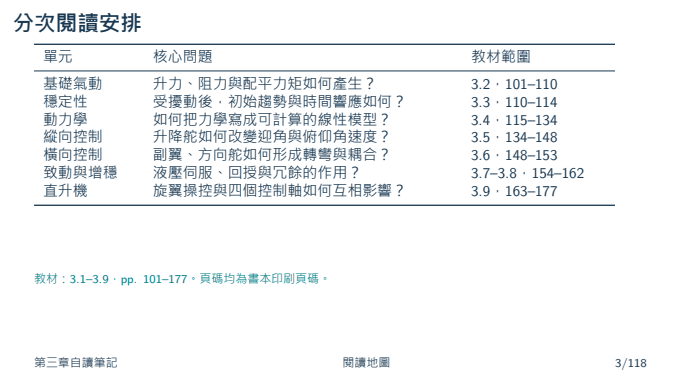 分次閱讀安排
單元 核心問題 教材範圍
基礎氣動 升力、阻力與配平力矩如何產生？ 3.2・101–110
穩定性 受擾動後，初始趨勢與時間響應如何？ 3.3・110–114
動力學 如何把力學寫成可計算的線性模型？ 3.4・115–134
縱向控制 升降舵如何改變迎角與俯仰角速度？ 3.5・134–148
橫向控制 副翼、方向舵如何形成轉彎與耦合？ 3.6・148–153
致動與增穩 液壓伺服、回授與冗餘的作用？ 3.7–3.8・154–162
直升機 旋翼操控與四個控制軸如何互相影響？ 3.9・163–177
教材：3.1–3.9・pp. 101–177。頁碼均為書本印刷頁碼。
第三章自讀筆記 閱讀地圖 3/118